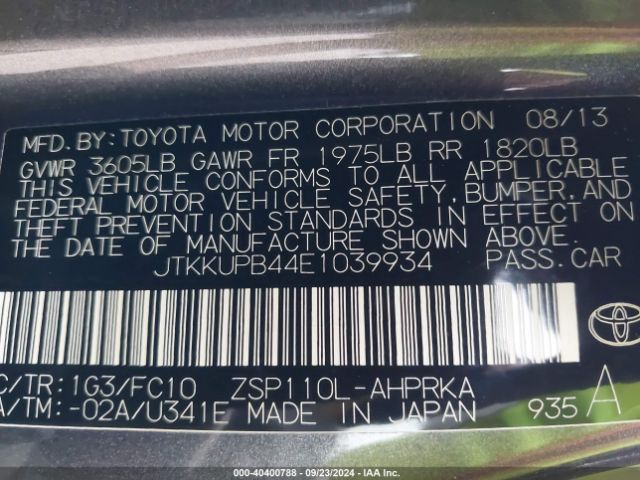 MFD.BY:TOYOTA MOTOR CORPORATION 08/13
GVWR 3605LB GAWR FR 1975LB RR 1820LB
THIS VEHICLE CONFORMS TO ALL APPLICABLE
FEDERAL MOTOR VEHICLE SAFETY,BUMPER,AND
THEFT PREVENTION STANDARDS IN EFFECT ON
THE DATE OF MANUFACTURE SHOWN ABOVE.
JTKKUPB44E1039934 PASS.CAR
C/TR:1G3/FC10 ZSP110L-AHPRKA
A/TM:-02A/U341E MADE IN JAPAN 935 A
000-40400788 - 09/23/2024 - IAA Inc.